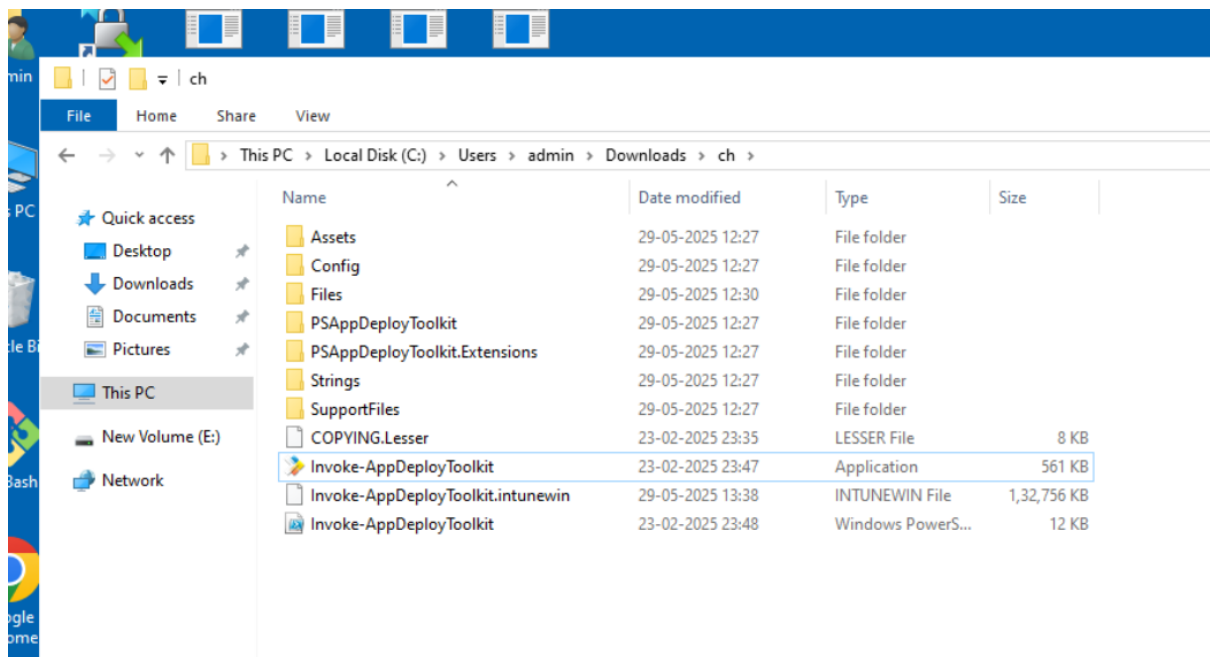 min
ch
File Home Share View
This PC Local Disk (C:) Users admin Downloads ch
Name Date modified Type Size
PC
Quick access
Desktop
Downloads
Documents
Pictures
This PC
New Volume (E:)
Network
cle Bi
Bash
ogle
ome
Assets 29-05-2025 12:27 File folder
Config 29-05-2025 12:27 File folder
Files 29-05-2025 12:30 File folder
PSAppDeployToolkit 29-05-2025 12:27 File folder
PSAppDeployToolkit.Extensions 29-05-2025 12:27 File folder
Strings 29-05-2025 12:27 File folder
SupportFiles 29-05-2025 12:27 File folder
COPYING.Lesser 23-02-2025 23:35 LESSER File 8 KB
Invoke-AppDeployToolkit 23-02-2025 23:47 Application 561 KB
Invoke-AppDeployToolkit.intunewin 29-05-2025 13:38 INTUNEWIN File 1,32,756 KB
Invoke-AppDeployToolkit 23-02-2025 23:48 Windows PowerS... 12 KB